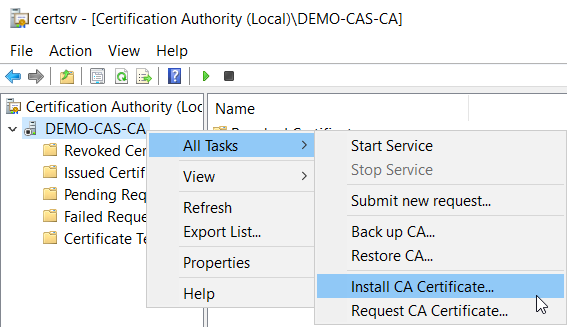 certsrv - [Certification Authority (Local)\DEMO-CAS-CA]
File Action View Help
Certification Authority (Loc
Name
DEMO-CAS-CA
Revoked Cer
Issued Certif
Pending Req
Failed Reque
Certificate Te
All Tasks
View
Refresh
Export List...
Properties
Help
Start Service
Stop Service
Submit new request...
Back up CA...
Restore CA...
Install CA Certificate...
Request CA Certificate...